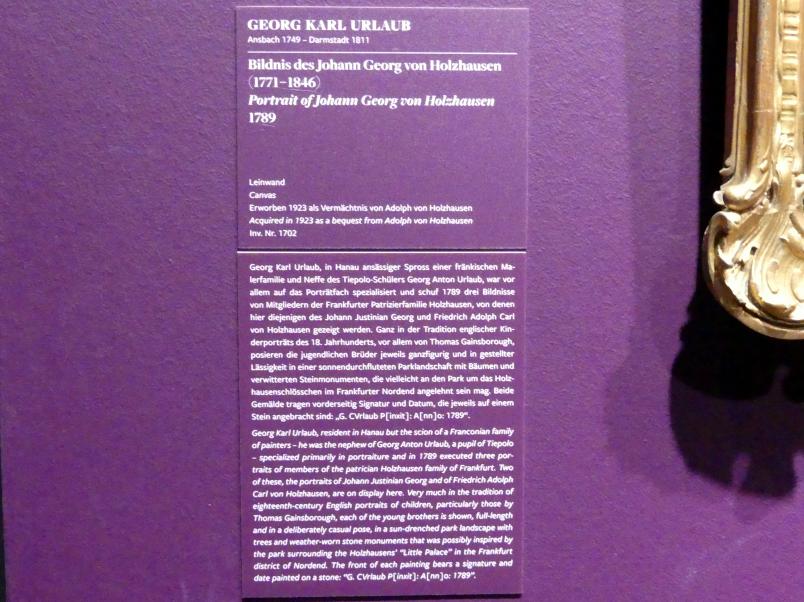 GEORG KARL URLAUB
Ansbach 1749 – Darmstadt 1811
Bildnis des Johann Georg von Holzhausen
(1771–1846)
Portrait of Johann Georg von Holzhausen
1789
Leinwand
Canvas
Erworben 1923 als Vermächtnis von Adolph von Holzhausen
Acquired in 1923 as a bequest from Adolph von Holzhausen
Inv. Nr. 1702
Georg Karl Urlaub, in Hanau ansässiger Spross einer fränkischen Ma-
lerfamilie und Neffe des Tiepolo-Schülers Georg Anton Urlaub, war vor
allem auf das Porträtfach spezialisiert und schuf 1789 drei Bildnisse
von Mitgliedern der Frankfurter Patrizierfamilie Holzhausen, von denen
hier diejenigen des Johann Justinian Georg und Friedrich Adolph Carl
von Holzhausen gezeigt werden. Ganz in der Tradition englischer Kin-
derporträts des 18. Jahrhunderts, vor allem von Thomas Gainsborough,
posieren die jugendlichen Brüder jeweils ganzfigurig und in gestellter
Lässigkeit in einer sonnendurchfluteten Parklandschaft mit Bäumen und
verwitterten Steinmonumenten, die vielleicht an den Park um das Holz-
hausenschlösschen im Frankfurter Nordend angelehnt sein mag. Beide
Gemälde tragen vorderseitig Signatur und Datum, die jeweils auf einem
Stein angebracht sind: „G. CVrlaub P[inxit]: A[nn]o: 1789“.
Georg Karl Urlaub, resident in Hanau but the scion of a Franconian family
of painters – he was the nephew of Georg Anton Urlaub, a pupil of Tiepolo
– specialized primarily in portraiture and in 1789 executed three por-
traits of members of the patrician Holzhausen family of Frankfurt. Two
of these, the portraits of Johann Justinian Georg and of Friedrich Adolph
Carl von Holzhausen, are on display here. Very much in the tradition of
eighteenth-century English portraits of children, particularly those by
Thomas Gainsborough, each of the young brothers is shown, full-length
and in a deliberately casual pose, in a sun-drenched park landscape with
trees and weather-worn stone monuments that was possibly inspired by
the park surrounding the Holzhausens’ “Little Palace” in the Frankfurt
district of Nordend. The front of each painting bears a signature and
date painted on a stone: “G. CVrlaub P[inxit]: A[nn]o: 1789”.